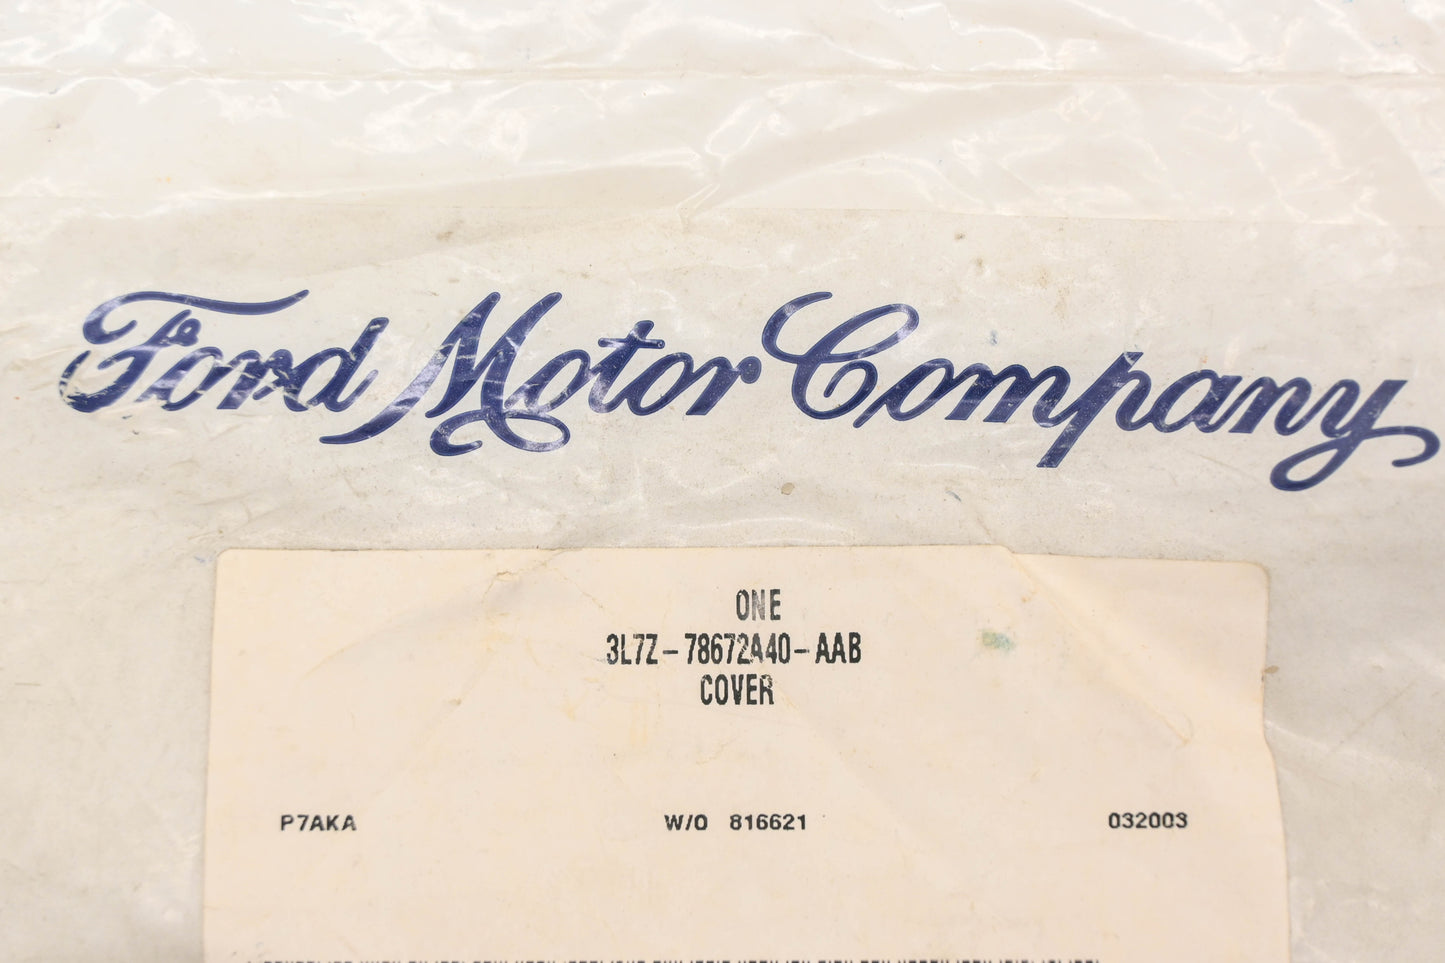 Ford Motor Company
ONE
3L7Z-78672A40-AAB
COVER
P7AKA W/O 816621 032003